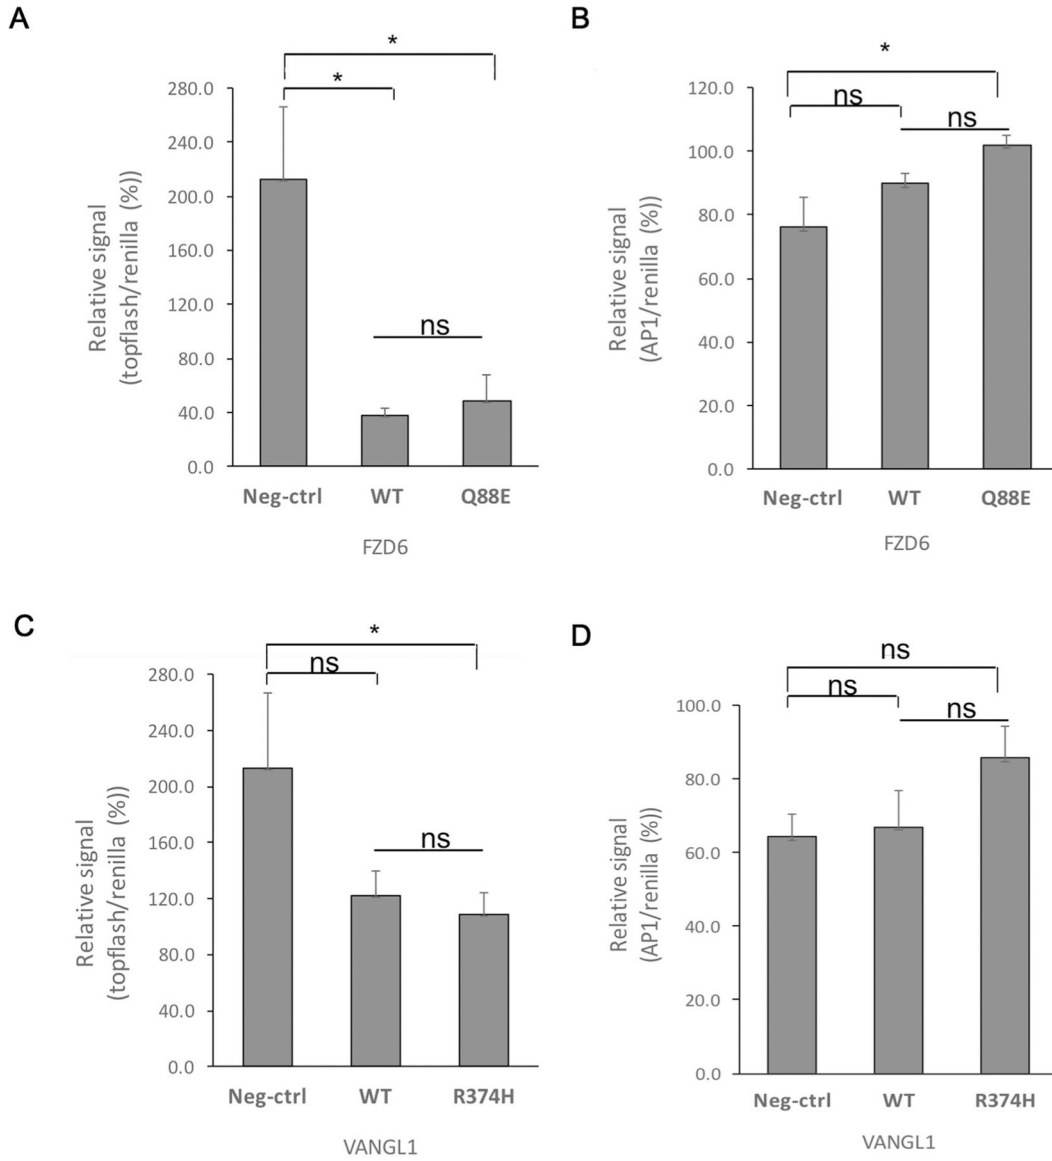 A
*
*
280.0
240.0
200.0
160.0
120.0
80.0
40.0
0.0
Relative signal
(topflash/renilla (%))
ns
Neg-ctrl WT Q88E
FZD6
B
*
ns
ns
120.0
100.0
80.0
60.0
40.0
20.0
0.0
Relative signal
(AP1/renilla (%))
Neg-ctrl WT Q88E
FZD6
C
*
ns
280.0
240.0
200.0
160.0
120.0
80.0
40.0
0.0
Relative signal
(topflash/renilla (%))
ns
Neg-ctrl WT R374H
VANGL1
D
ns
ns
ns
100.0
80.0
60.0
40.0
20.0
0.0
Relative signal
(AP1/renilla (%))
Neg-ctrl WT R374H
VANGL1